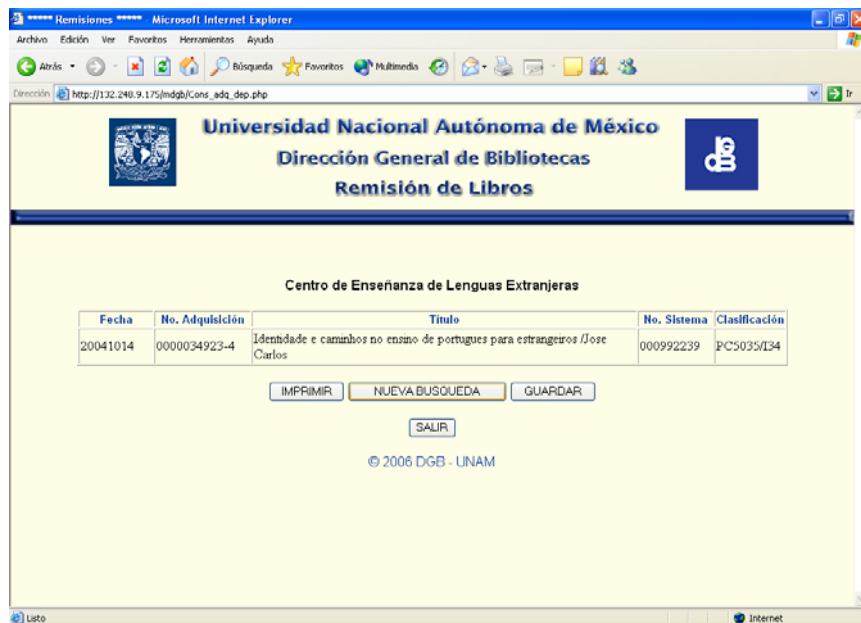 ***** Remisiones ***** - Microsoft Internet Explorer
Archivo Edición Ver Favoritos Herramientas Ayuda
Atrás Búsqueda Favoritos Multimedia
Dirección http://132.248.9.175/mdgb/Cons_adq_dep.php Ir
Universidad Nacional Autónoma de México
Dirección General de Bibliotecas
Remisión de Libros
Centro de Enseñanza de Lenguas Extranjeras
Fecha No. Adquisición Título No. Sistema Clasificación
20041014 0000034923-4 Identidade e caminhos no ensino de portugues para estrangeiros /Jose Carlos 000992239 PC5035/I34
IMPRIMIR NUEVA BUSQUEDA GUARDAR
SALIR
© 2006 DGB - UNAM
Listo Internet